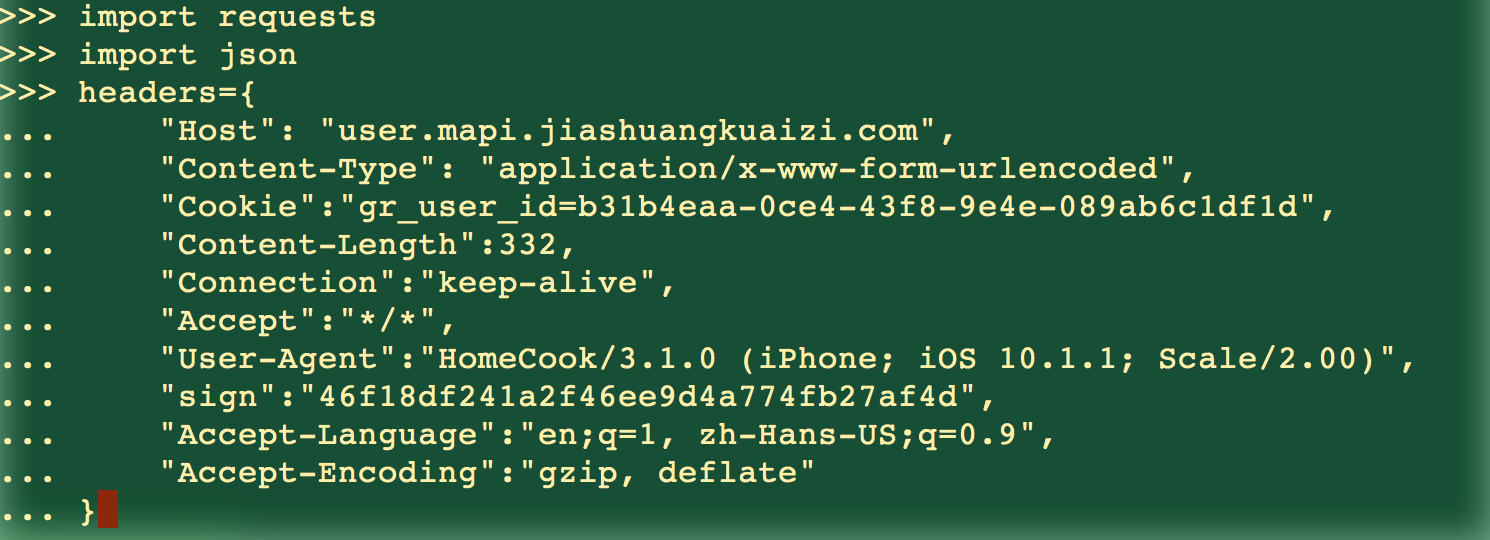 >>> import requests
>>> import json
>>> headers={
...     "Host": "user.mapi.jiashuangkuaizi.com",
...     "Content-Type": "application/x-www-form-urlencoded",
...     "Cookie":"gr_user_id=b31b4eaa-0ce4-43f8-9e4e-089ab6c1df1d",
...     "Content-Length":332,
...     "Connection":"keep-alive",
...     "Accept":"*/*",
...     "User-Agent":"HomeCook/3.1.0 (iPhone; iOS 10.1.1; Scale/2.00)",
...     "sign":"46f18df241a2f46ee9d4a774fb27af4d",
...     "Accept-Language":"en;q=1, zh-Hans-US;q=0.9",
...     "Accept-Encoding":"gzip, deflate"
... }